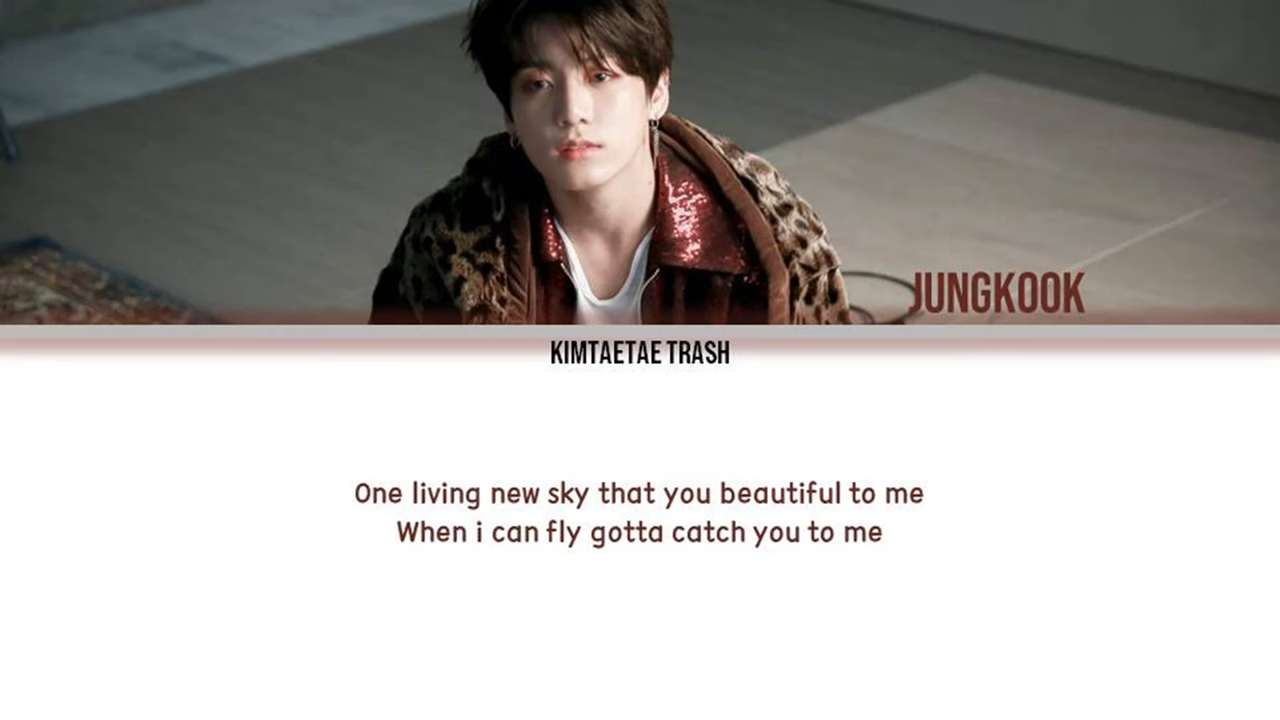 JUNGKOOK
KIMTAETAE TRASH
One living new sky that you beautiful to me
When i can fly gotta catch you to me